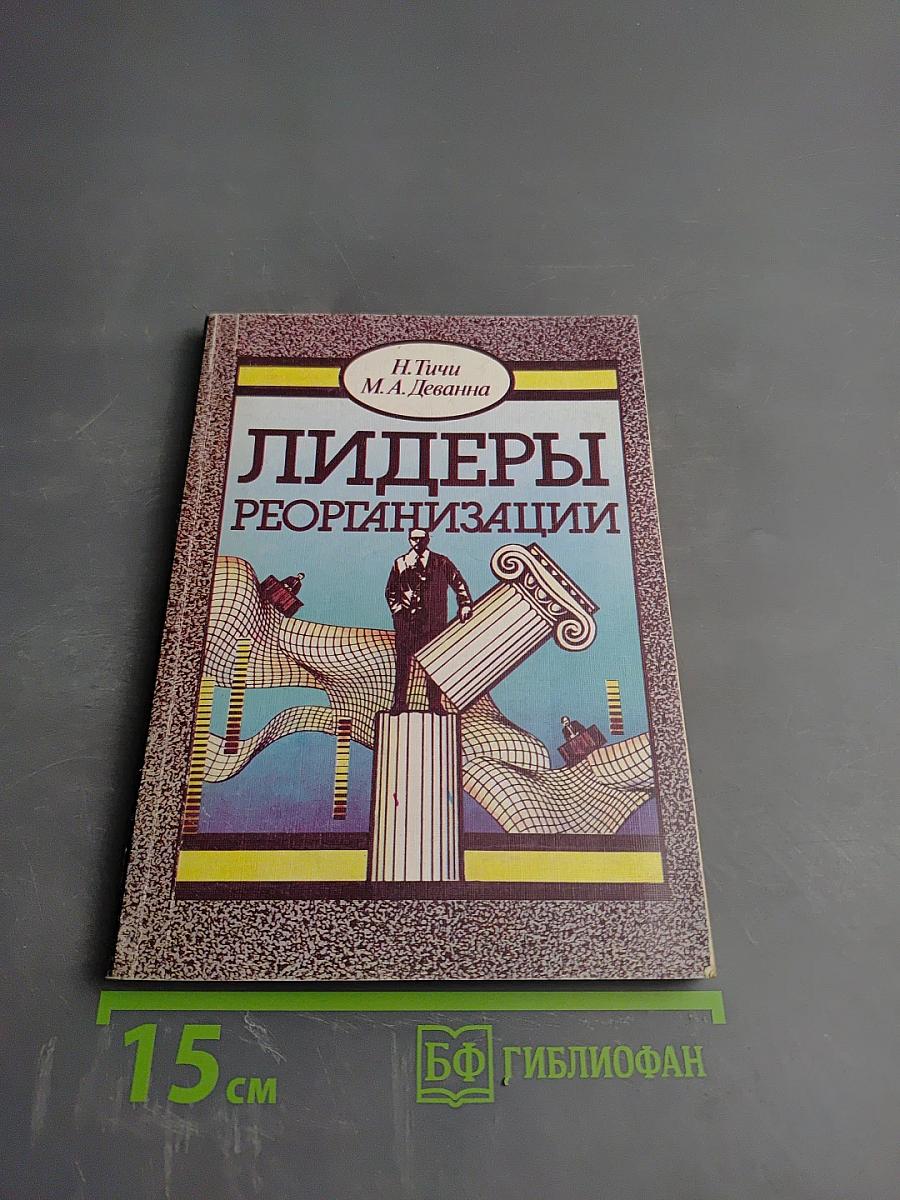 Н. Тичи
М. А. Деванна
ЛИДЕРЫ
РЕОРГАНИЗАЦИИ
15 см
БФ ГИБЛИОФАН